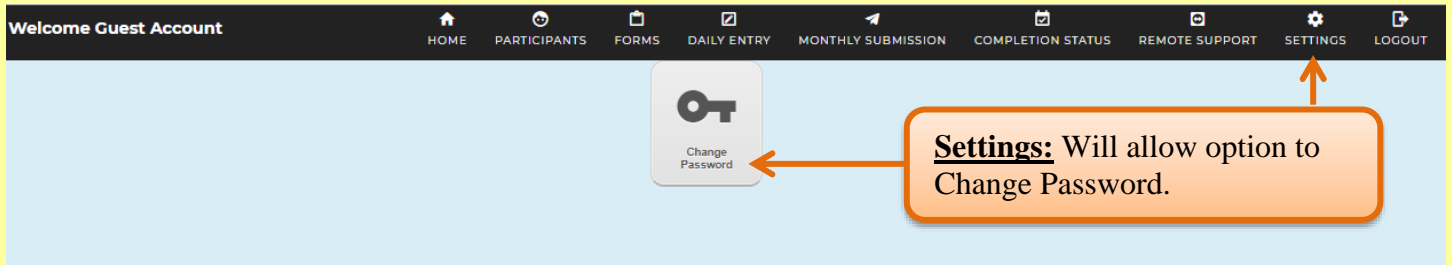 Welcome Guest Account
HOME PARTICIPANTS FORMS DAILY ENTRY MONTHLY SUBMISSION COMPLETION STATUS REMOTE SUPPORT SETTINGS LOGOUT
Change
Password
Settings: Will allow option to
Change Password.